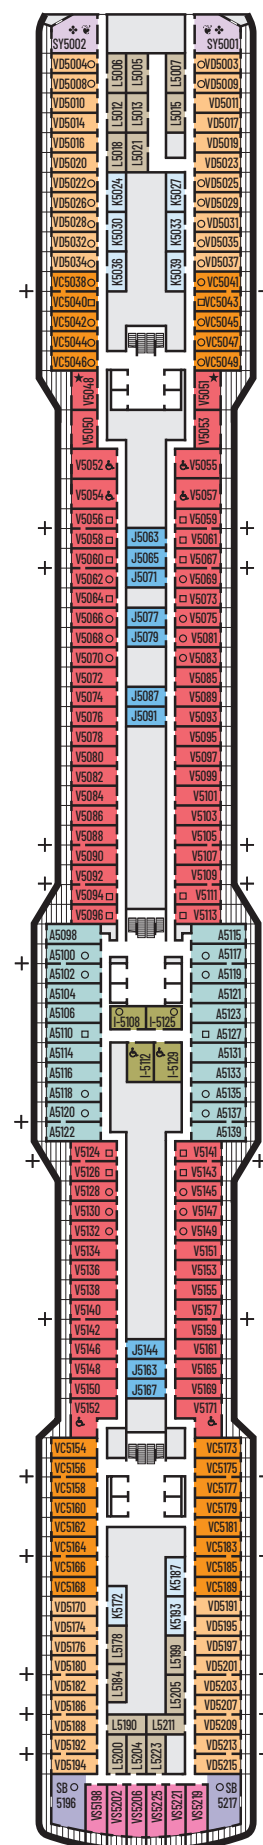 SY5002 SY5001
VD5004 L5006 L5005 L5007 VD5003
VD5008 VD5009
VD5010 L5012 L5013 L5015 VD5011
VD5014 VD5017
VD5016 L5018 L5021 VD5019
VD5020 VD5023
VD5022 K5024 K5027 VD5025
VD5026 VD5029
VD5028 K5030 K5033 VD5031
VD5032 VD5035
VD5034 K5036 K5039 VD5037
VC5038 VC5041
VC5040 VC5043
VC5042 VC5045
VC5044 VC5047
VC5046 VC5049
V5048 V5051
V5050 V5053
V5052 V5055
V5054 V5057
V5056 V5059
V5058 J5063 V5061
V5060 J5065 V5067
V5062 J5071 V5069
V5064 V5073
V5066 J5077 V5075
V5068 J5079 V5081
V5070 V5083
V5072 V5085
V5074 J5087 V5089
V5076 J5091 V5093
V5078 V5095
V5080 V5097
V5082 V5099
V5084 V5101
V5086 V5103
V5088 V5105
V5090 V5107
V5092 V5109
V5094 V5111
V5096 V5113
A5098 A5115
A5100 A5117
A5102 A5119
A5104 A5121
A5106 I-5108 I-5125 A5123
A5110 A5127
A5114 I-5112 I-5129 A5131
A5116 A5133
A5118 A5135
A5120 A5137
A5122 A5139
V5124 V5141
V5126 V5143
V5128 V5145
V5130 V5147
V5132 V5149
V5134 V5151
V5136 V5153
V5138 V5155
V5140 V5157
V5142 V5159
V5146 J5144 V5161
V5148 J5163 V5165
V5150 J5167 V5169
V5152 V5171
VC5154 VC5173
VC5156 VC5175
VC5158 VC5177
VC5160 VC5179
VC5162 VC5181
VC5164 VC5183
VC5166 K5187 VC5185
VC5168 VC5189
VD5170 K5172 K5193 VD5191
VD5174 VD5195
VD5176 L5178 L5199 VD5197
VD5180 VD5201
VD5182 L5184 L5205 VD5203
VD5186 VD5207
VD5188 L5190 L5211 VD5209
VD5192 L5200 L5204 L5223 VD5213
VD5194 VD5215
SB 5196 VS5198 VS5202 VS5206 VS5225 VS5221 VS5219 SB 5217